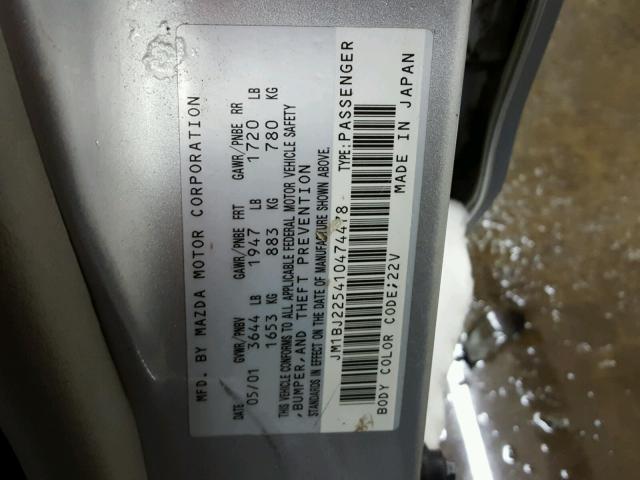 MFD. BY MAZDA MOTOR CORPORATION
DATE GVWR/PNBV GAWR/PNBE FRT GAWR/PNBE RR
05/01 3644 LB 1947 LB 1720 LB
1653 KG 883 KG 780 KG
THIS VEHICLE CONFORMS TO ALL APPLICABLE FEDERAL MOTOR VEHICLE SAFETY
, BUMPER, AND THEFT PREVENTION
STANDARDS IN EFFECT ON THE DATE OF MANUFACTURE SHOWN ABOVE.
JM1BJ225410474478 TYPE: PASSENGER
BODY COLOR CODE; 22V MADE IN JAPAN